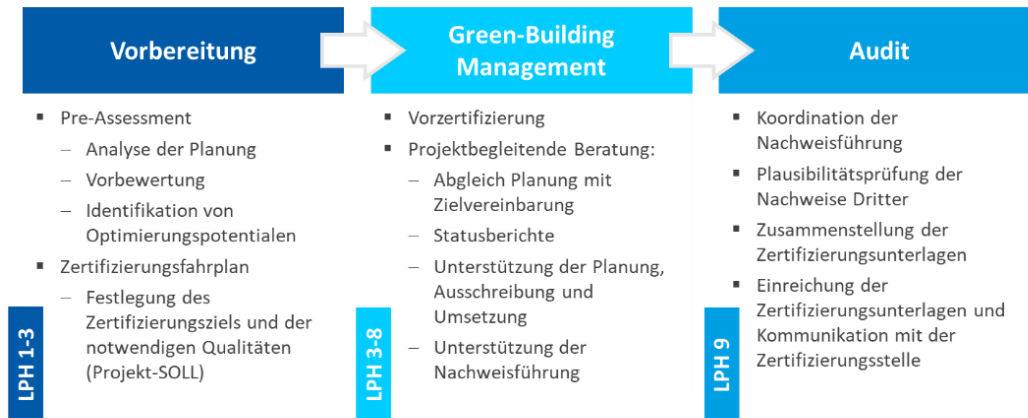 Vorbereitung
▪ Pre-Assessment
– Analyse der Planung
– Vorbewertung
– Identifikation von
Optimierungspotentialen
▪ Zertifizierungsfahrplan
– Festlegung des
Zertifizierungsziels und der
notwendigen Qualitäten
(Projekt-SOLL)
LPH 1-3
Green-Building
Management
▪ Vorzertifizierung
▪ Projektbegleitende Beratung:
– Abgleich Planung mit
Zielvereinbarung
– Statusberichte
– Unterstützung der Planung,
Ausschreibung und
Umsetzung
– Unterstützung der
Nachweisführung
LPH 3-8
Audit
▪ Koordination der
Nachweisführung
▪ Plausibilitätsprüfung der
Nachweise Dritter
▪ Zusammenstellung der
Zertifizierungsunterlagen
▪ Einreichung der
Zertifizierungsunterlagen und
Kommunikation mit der
Zertifizierungsstelle
LPH 9